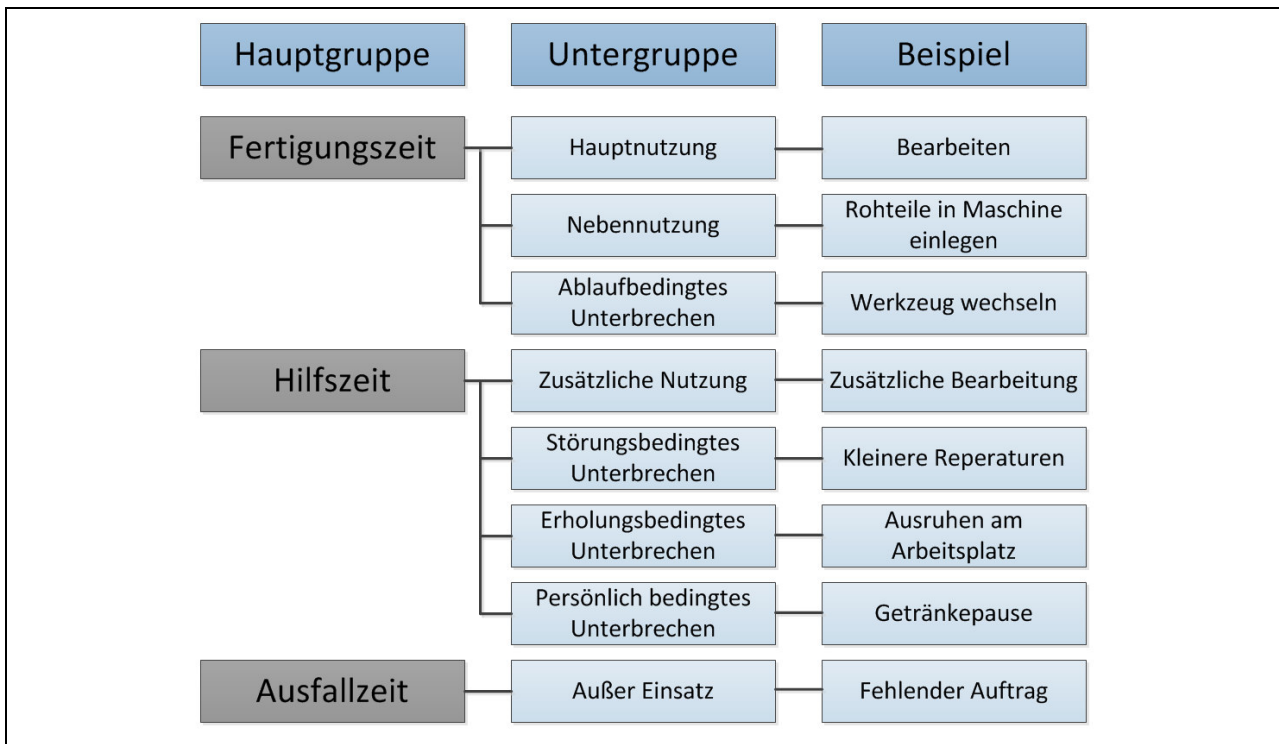 Hauptgruppe
Untergruppe
Beispiel
Fertigungszeit
Hauptnutzung
Bearbeiten
Nebennutzung
Rohteile in Maschine
einlegen
Ablaufbedingtes
Unterbrechen
Werkzeug wechseln
Hilfszeit
Zusätzliche Nutzung
Zusätzliche Bearbeitung
Störungsbedingtes
Unterbrechen
Kleinere Reperaturen
Erholungsbedingtes
Unterbrechen
Ausruhen am
Arbeitsplatz
Persönlich bedingtes
Unterbrechen
Getränkepause
Ausfallzeit
Außer Einsatz
Fehlender Auftrag